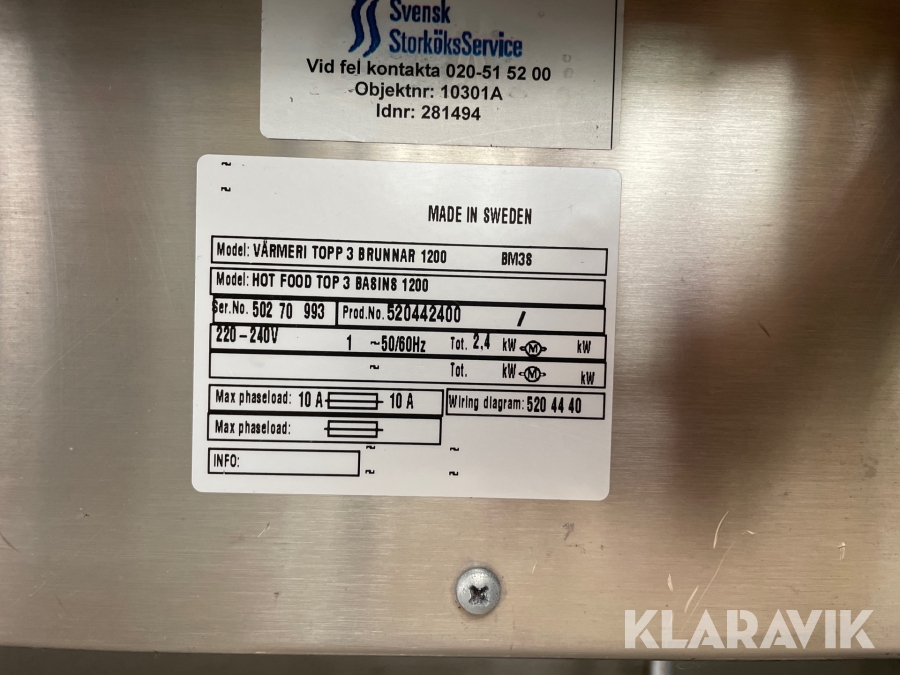 Svensk
StorköksService
Vid fel kontakta 020-51 52 00
Objektnr: 10301A
Idnr: 281494
MADE IN SWEDEN
Model: VÄRMERI TOPP 3 BRUNNAR 1200 BM38
Model: HOT FOOD TOP 3 BASINS 1200
Ser.No. 502 70 993 Prod.No. 520442400 /
220-240V 1 ~50/60Hz Tot. 2,4 kW M kW
~ Tot. kW M kW
Max phaseload: 10 A 10 A Wiring diagram: 520 44 40
Max phaseload:
INFO:
KLARAVIK